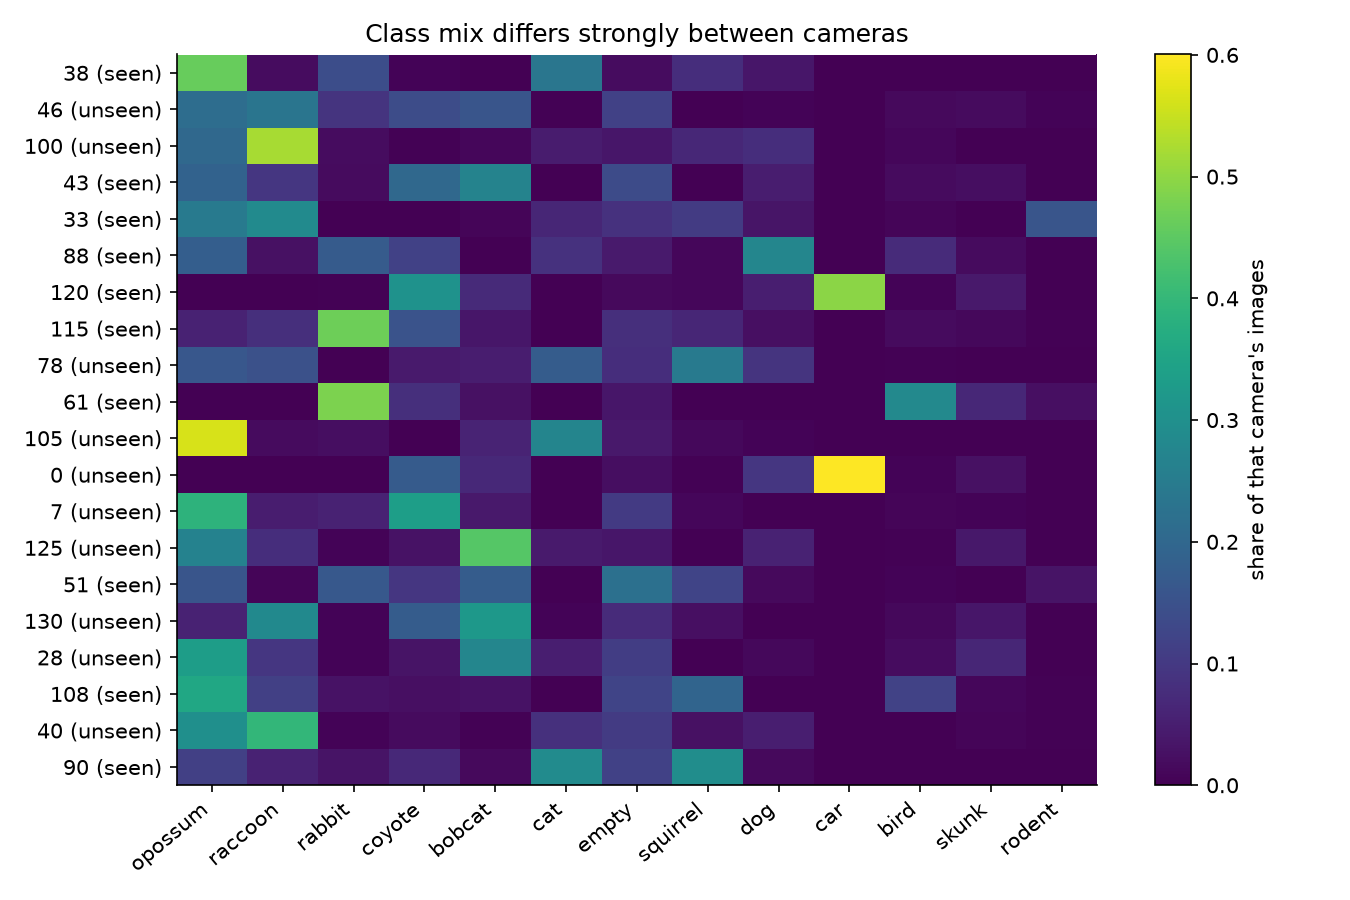 Class mix differs strongly between cameras
38 (seen)
46 (unseen)
100 (unseen)
43 (seen)
33 (seen)
88 (seen)
120 (seen)
115 (seen)
78 (unseen)
61 (seen)
105 (unseen)
0 (unseen)
7 (unseen)
125 (unseen)
51 (seen)
130 (unseen)
28 (unseen)
108 (seen)
40 (unseen)
90 (seen)
opossum
raccoon
rabbit
coyote
bobcat
cat
empty
squirrel
dog
car
bird
skunk
rodent
0.6
0.5
0.4
0.3
0.2
0.1
0.0
share of that camera's images